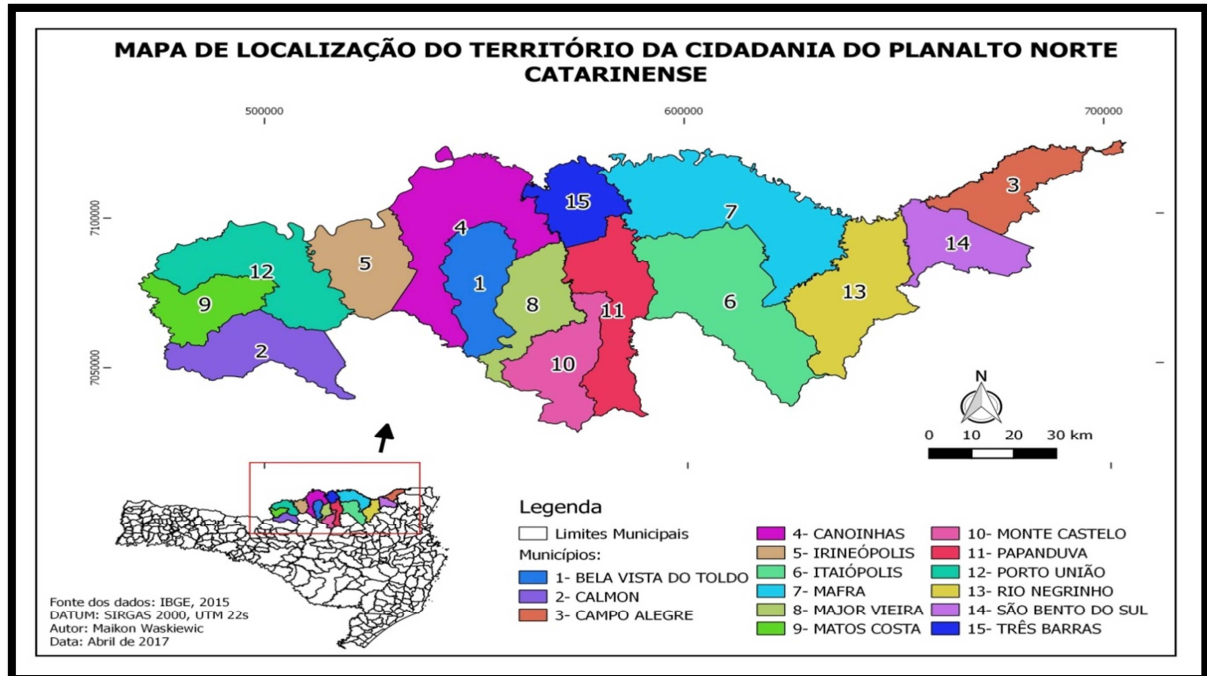 MAPA DE LOCALIZAÇÃO DO TERRITÓRIO DA CIDADANIA DO PLANALTO NORTE
CATARINENSE
500000
600000
700000
7100000
7050000
3
15
7
4
14
12
5
13
1
9
8
6
11
2
10
N
0 10 20 30 km
Legenda
Limites Municipais
Municípios:
1- BELA VISTA DO TOLDO
2- CALMON
3- CAMPO ALEGRE
4- CANOINHAS
5- IRINEÓPOLIS
6- ITAIÓPOLIS
7- MAFRA
8- MAJOR VIEIRA
9- MATOS COSTA
10- MONTE CASTELO
11- PAPANDUVA
12- PORTO UNIÃO
13- RIO NEGRINHO
14- SÃO BENTO DO SUL
15- TRÊS BARRAS
Fonte dos dados: IBGE, 2015
DATUM: SIRGAS 2000, UTM 22s
Autor: Maikon Waskiewic
Data: Abril de 2017